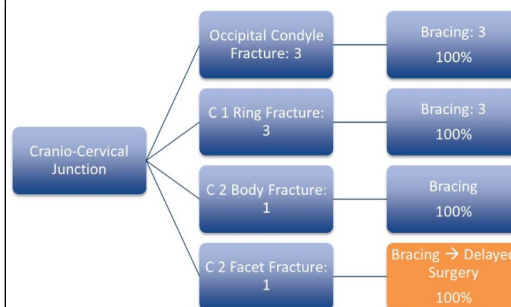 Cranio-Cervical
Junction
Occipital Condyle
Fracture: 3
Bracing: 3
100%
C 1 Ring Fracture:
3
Bracing: 3
100%
C 2 Body Fracture:
1
Bracing
100%
C 2 Facet Fracture:
1
Bracing → Delayed
Surgery
100%